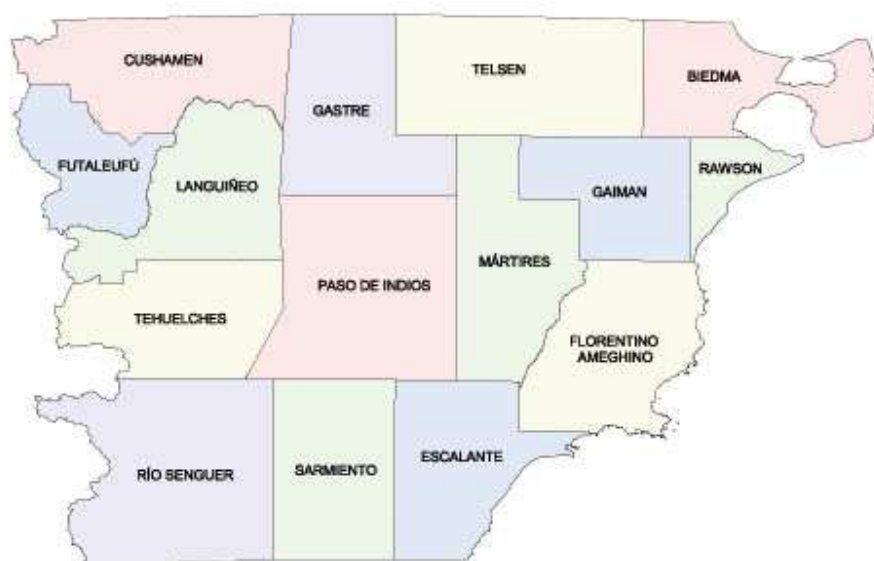 CUSHAMEN
TELSEN
BIEDMA
GASTRE
FUTALEUFÚ
LANGUIÑEO
RAWSON
GAIMAN
MÁRTIRES
PASO DE INDIOS
TEHUELCHES
FLORENTINO
AMEGHINO
ESCALANTE
SARMIENTO
RÍO SENGUER